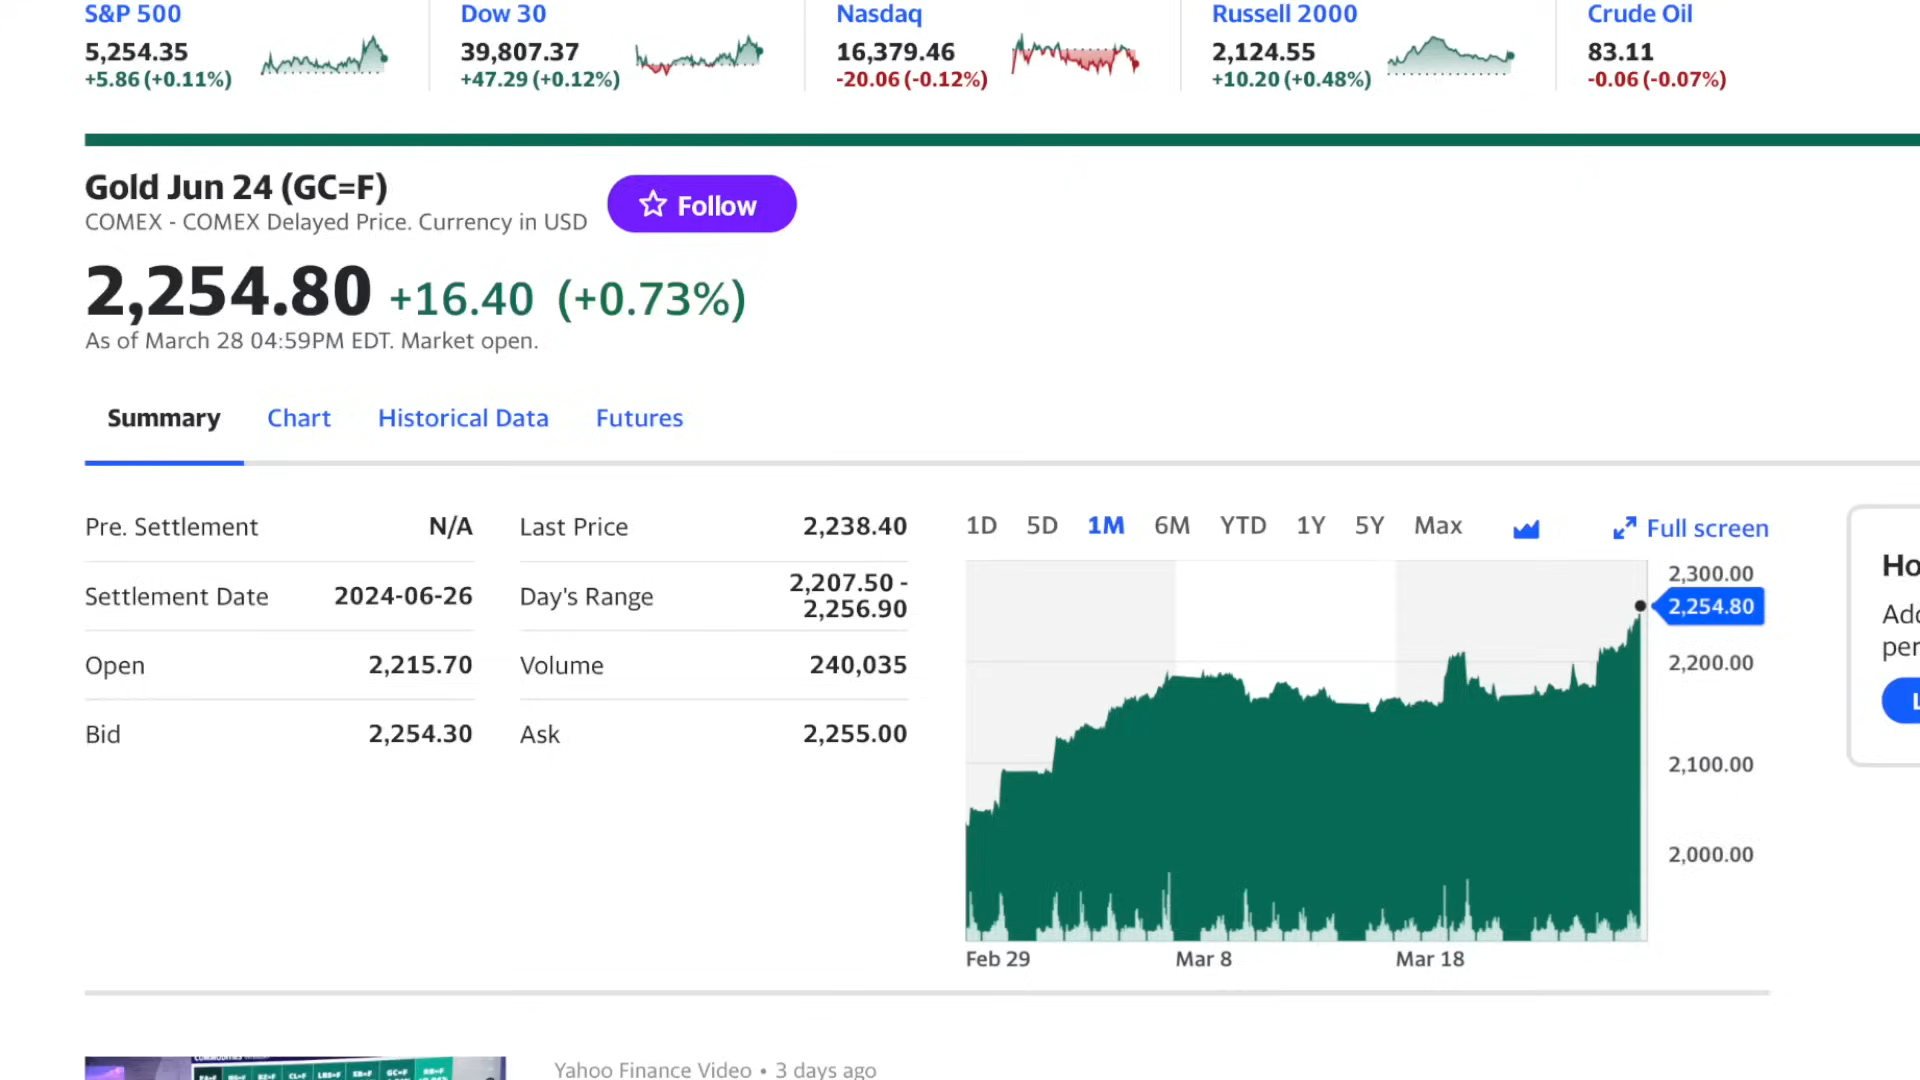 S&P 500 Dow 30 Nasdaq Russell 2000 Crude Oil
5,254.35 39,807.37 16,379.46 2,124.55 83.11
+5.86 (+0.11%) +47.29 (+0.12%) -20.06 (-0.12%) +10.20 (+0.48%) -0.06 (-0.07%)
Gold Jun 24 (GC=F)
COMEX - COMEX Delayed Price. Currency in USD
Follow
2,254.80 +16.40 (+0.73%)
As of March 28 04:59PM EDT. Market open.
Summary Chart Historical Data Futures
Pre. Settlement N/A
Settlement Date 2024-06-26
Open 2,215.70
Bid 2,254.30
Last Price 2,238.40
Day's Range 2,207.50 -
2,256.90
Volume 240,035
Ask 2,255.00
1D 5D 1M 6M YTD 1Y 5Y Max Full screen
2,300.00
2,254.80
2,200.00
2,100.00
2,000.00
Feb 29 Mar 8 Mar 18
Yahoo Finance Video • 3 days ago